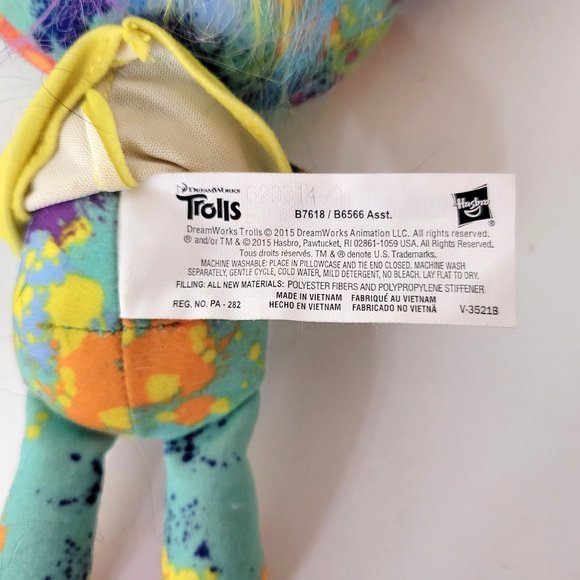 DREAMWORKS
Trolls
B7618 / B6566 Asst.
Hasbro
DreamWorks Trolls © 2015 DreamWorks Animation LLC. All rights reserved.
® and/or TM & © 2015 Hasbro, Pawtucket, RI 02861-1059 USA. All Rights Reserved.
Tous droits réservés. TM & ® denote U.S. Trademarks.
MACHINE WASHABLE: PLACE IN PILLOWCASE AND TIE END CLOSED. MACHINE WASH
SEPARATELY, GENTLE CYCLE, COLD WATER, MILD DETERGENT, NO BLEACH. LAY FLAT TO DRY.
FILLING: ALL NEW MATERIALS: POLYESTER FIBERS AND POLYPROPYLENE STIFFENER
MADE IN VIETNAM FABRIQUÉ AU VIETNAM
REG. NO. PA - 282 HECHO EN VIETNAM FABRICADO NO VIETNÃ V-3521B